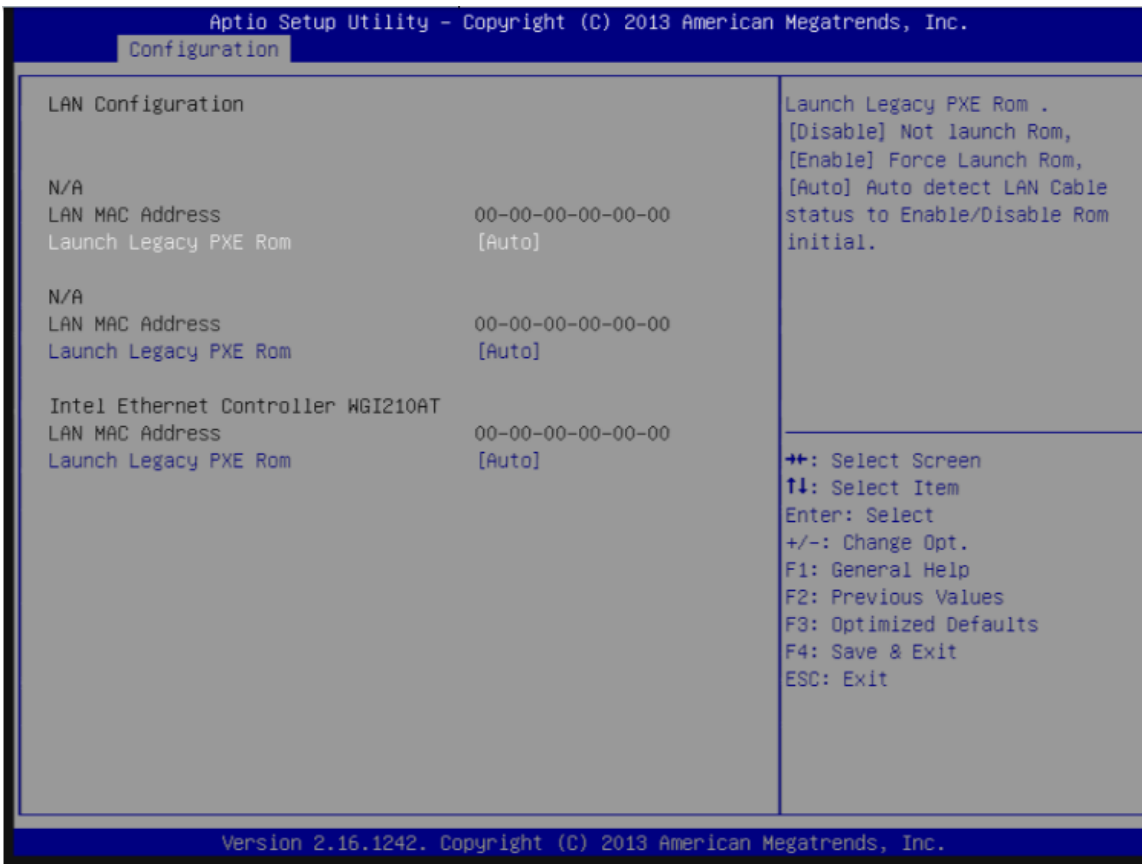 Aptio Setup Utility – Copyright (C) 2013 American Megatrends, Inc.
Configuration
LAN Configuration
N/A
LAN MAC Address 00-00-00-00-00-00
Launch Legacy PXE Rom [Auto]
N/A
LAN MAC Address 00-00-00-00-00-00
Launch Legacy PXE Rom [Auto]
Intel Ethernet Controller WGI210AT
LAN MAC Address 00-00-00-00-00-00
Launch Legacy PXE Rom [Auto]
Launch Legacy PXE Rom .
[Disable] Not launch Rom,
[Enable] Force Launch Rom,
[Auto] Auto detect LAN Cable
status to Enable/Disable Rom
initial.
→←: Select Screen
↑↓: Select Item
Enter: Select
+/-: Change Opt.
F1: General Help
F2: Previous Values
F3: Optimized Defaults
F4: Save & Exit
ESC: Exit
Version 2.16.1242. Copyright (C) 2013 American Megatrends, Inc.